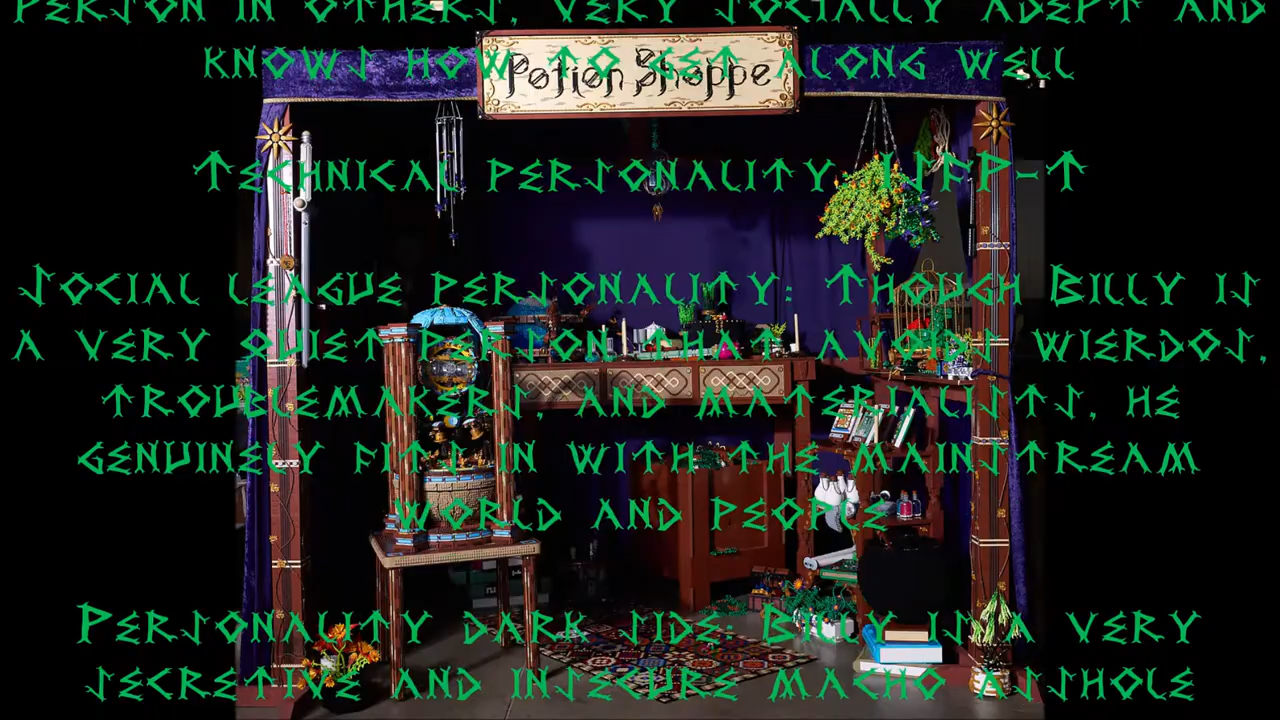 PERSON IN OTHERS, VERY SOCIALLY ADEPT AND
KNOWS HOW TO GET ALONG WELL
Potion Shoppe
TECHNICAL PERSONALITY: ISFP-T
SOCIAL LEAGUE PERSONALITY: THOUGH BILLY IS
A VERY QUIET PERSON THAT AVOIDS WIERDOS,
TROUBLEMAKERS, AND MATERIALISTS, HE
GENUINELY FITS IN WITH THE MAINSTREAM
WORLD AND PEOPLE
PERSONALITY DARK SIDE: BILLY IS A VERY
SECRETIVE AND INSECURE MACHO ASSHOLE